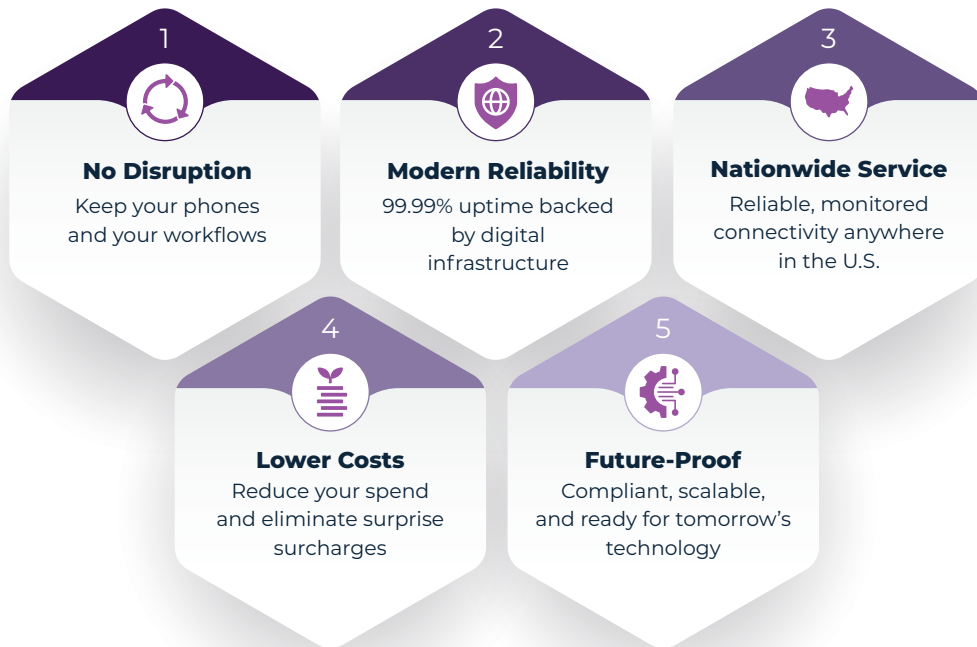 1
No Disruption
Keep your phones
and your workflows
2
Modern Reliability
99.99% uptime backed
by digital
infrastructure
3
Nationwide Service
Reliable, monitored
connectivity anywhere
in the U.S.
4
Lower Costs
Reduce your spend
and eliminate surprise
surcharges
5
Future-Proof
Compliant, scalable,
and ready for tomorrow’s
technology